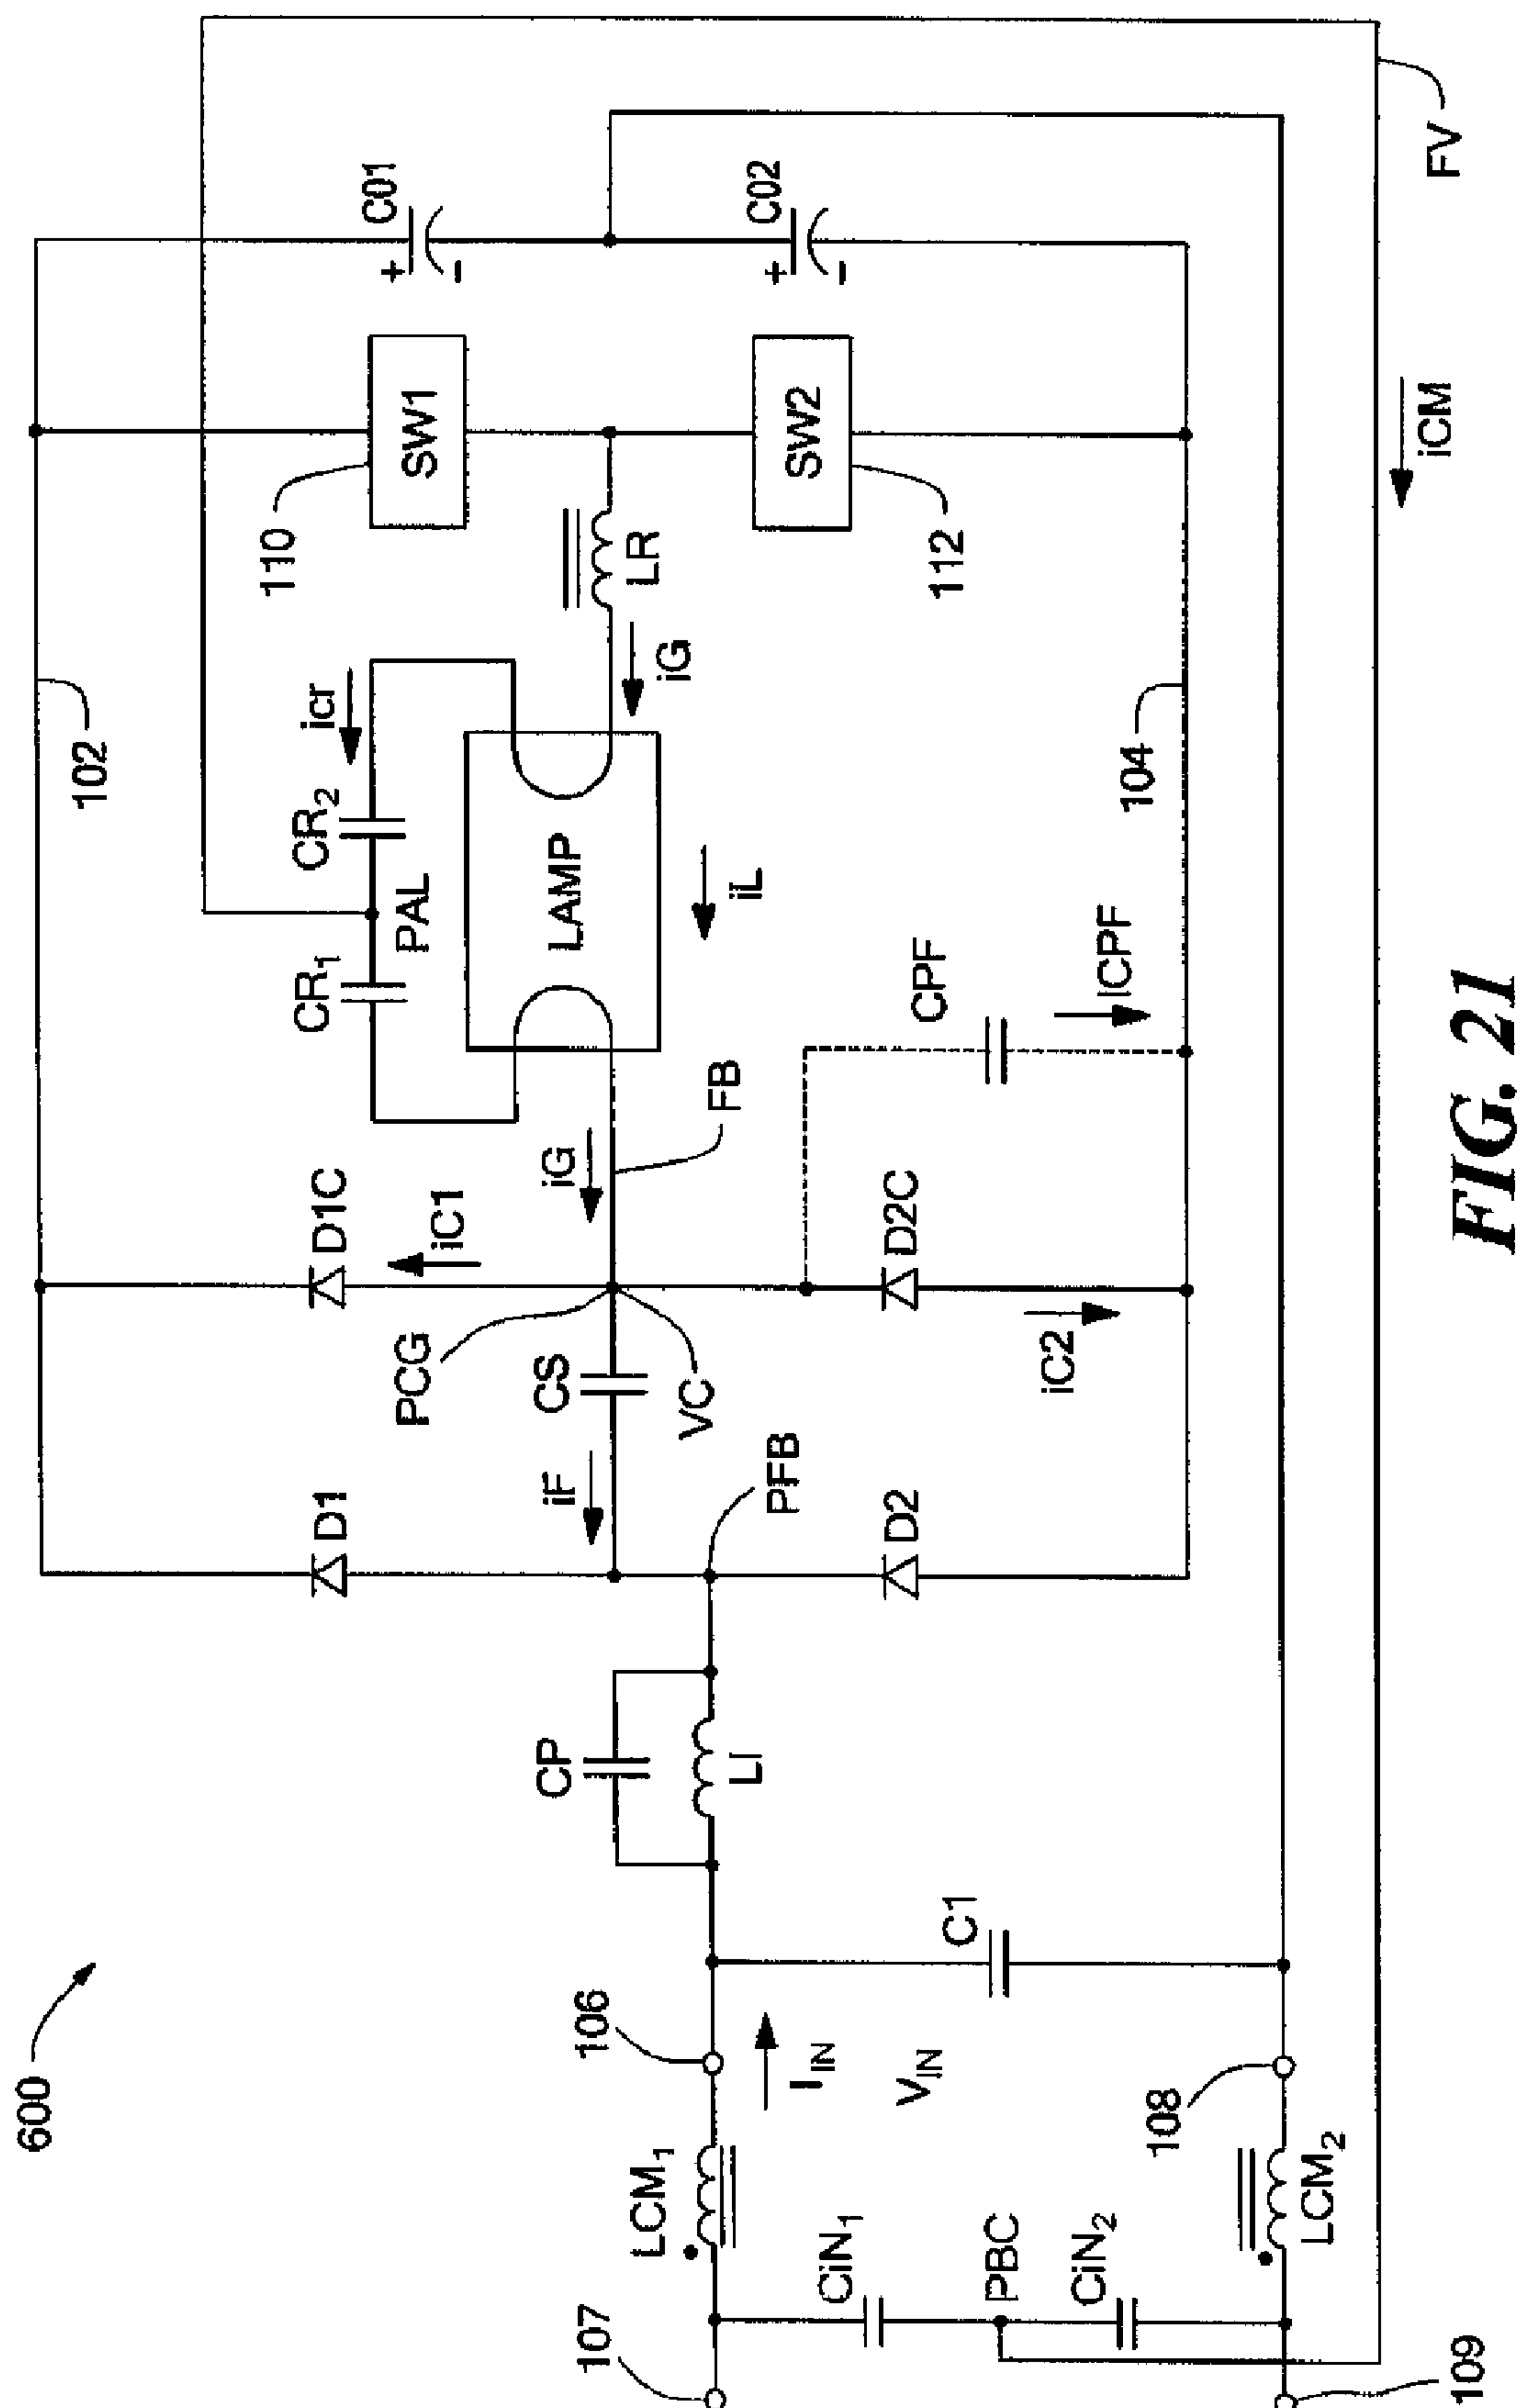 600
107
109
LCM1
LCM2
CiN1
PBC
CiN2
106
108
IIN
VIN
C1
CP
LI
PFB
D1
D2
iF
CS
PCG
VC
D1C
iC1
D2C
iC2
iG
FB
CPF
ICPF
CR1
PAL
CR2
icr
LAMP
iL
iG
LR
102
104
110
SW1
SW2
112
C01
+
-
C02
+
-
iCM
FV
FIG. 21